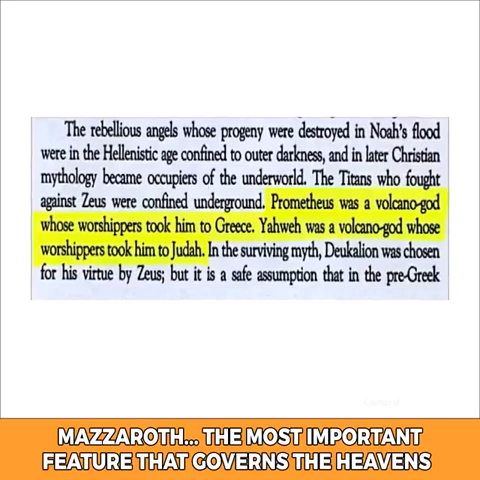 The rebellious angels whose progeny were destroyed in Noah's flood
were in the Hellenistic age confined to outer darkness, and in later Christian
mythology became occupiers of the underworld. The Titans who fought
against Zeus were confined underground. Prometheus was a volcano-god
whose worshippers took him to Greece. Yahweh was a volcano-god whose
worshippers took him to Judah. In the surviving myth, Deukalion was chosen
for his virtue by Zeus; but it is a safe assumption that in the pre-Greek
MAZZAROTH... THE MOST IMPORTANT
FEATURE THAT GOVERNS THE HEAVENS